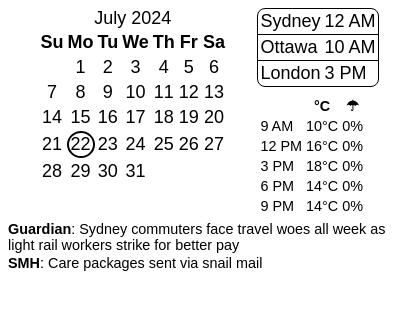 July 2024
Su Mo Tu We Th Fr Sa
1 2 3 4 5 6
7 8 9 10 11 12 13
14 15 16 17 18 19 20
21 22 23 24 25 26 27
28 29 30 31
Sydney 12 AM
Ottawa 10 AM
London 3 PM
°C ☂
9 AM 10°C 0%
12 PM 16°C 0%
3 PM 18°C 0%
6 PM 14°C 0%
9 PM 14°C 0%
Guardian: Sydney commuters face travel woes all week as
light rail workers strike for better pay
SMH: Care packages sent via snail mail